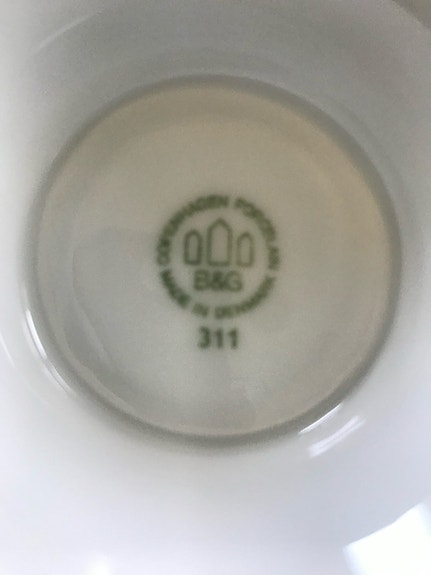 COPENHAGEN PORCELAIN
B&G
MADE IN DENMARK
311